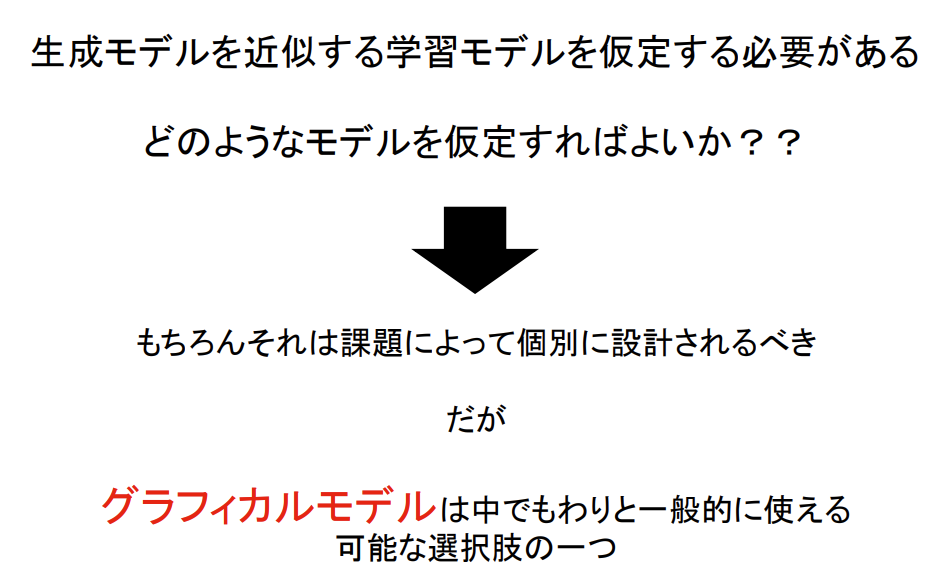 生成モデルを近似する学習モデルを仮定する必要がある
どのようなモデルを仮定すればよいか？？
もちろんそれは課題によって個別に設計されるべき
だが
グラフィカルモデルは中でもわりと一般的に使える
可能な選択肢の一つ